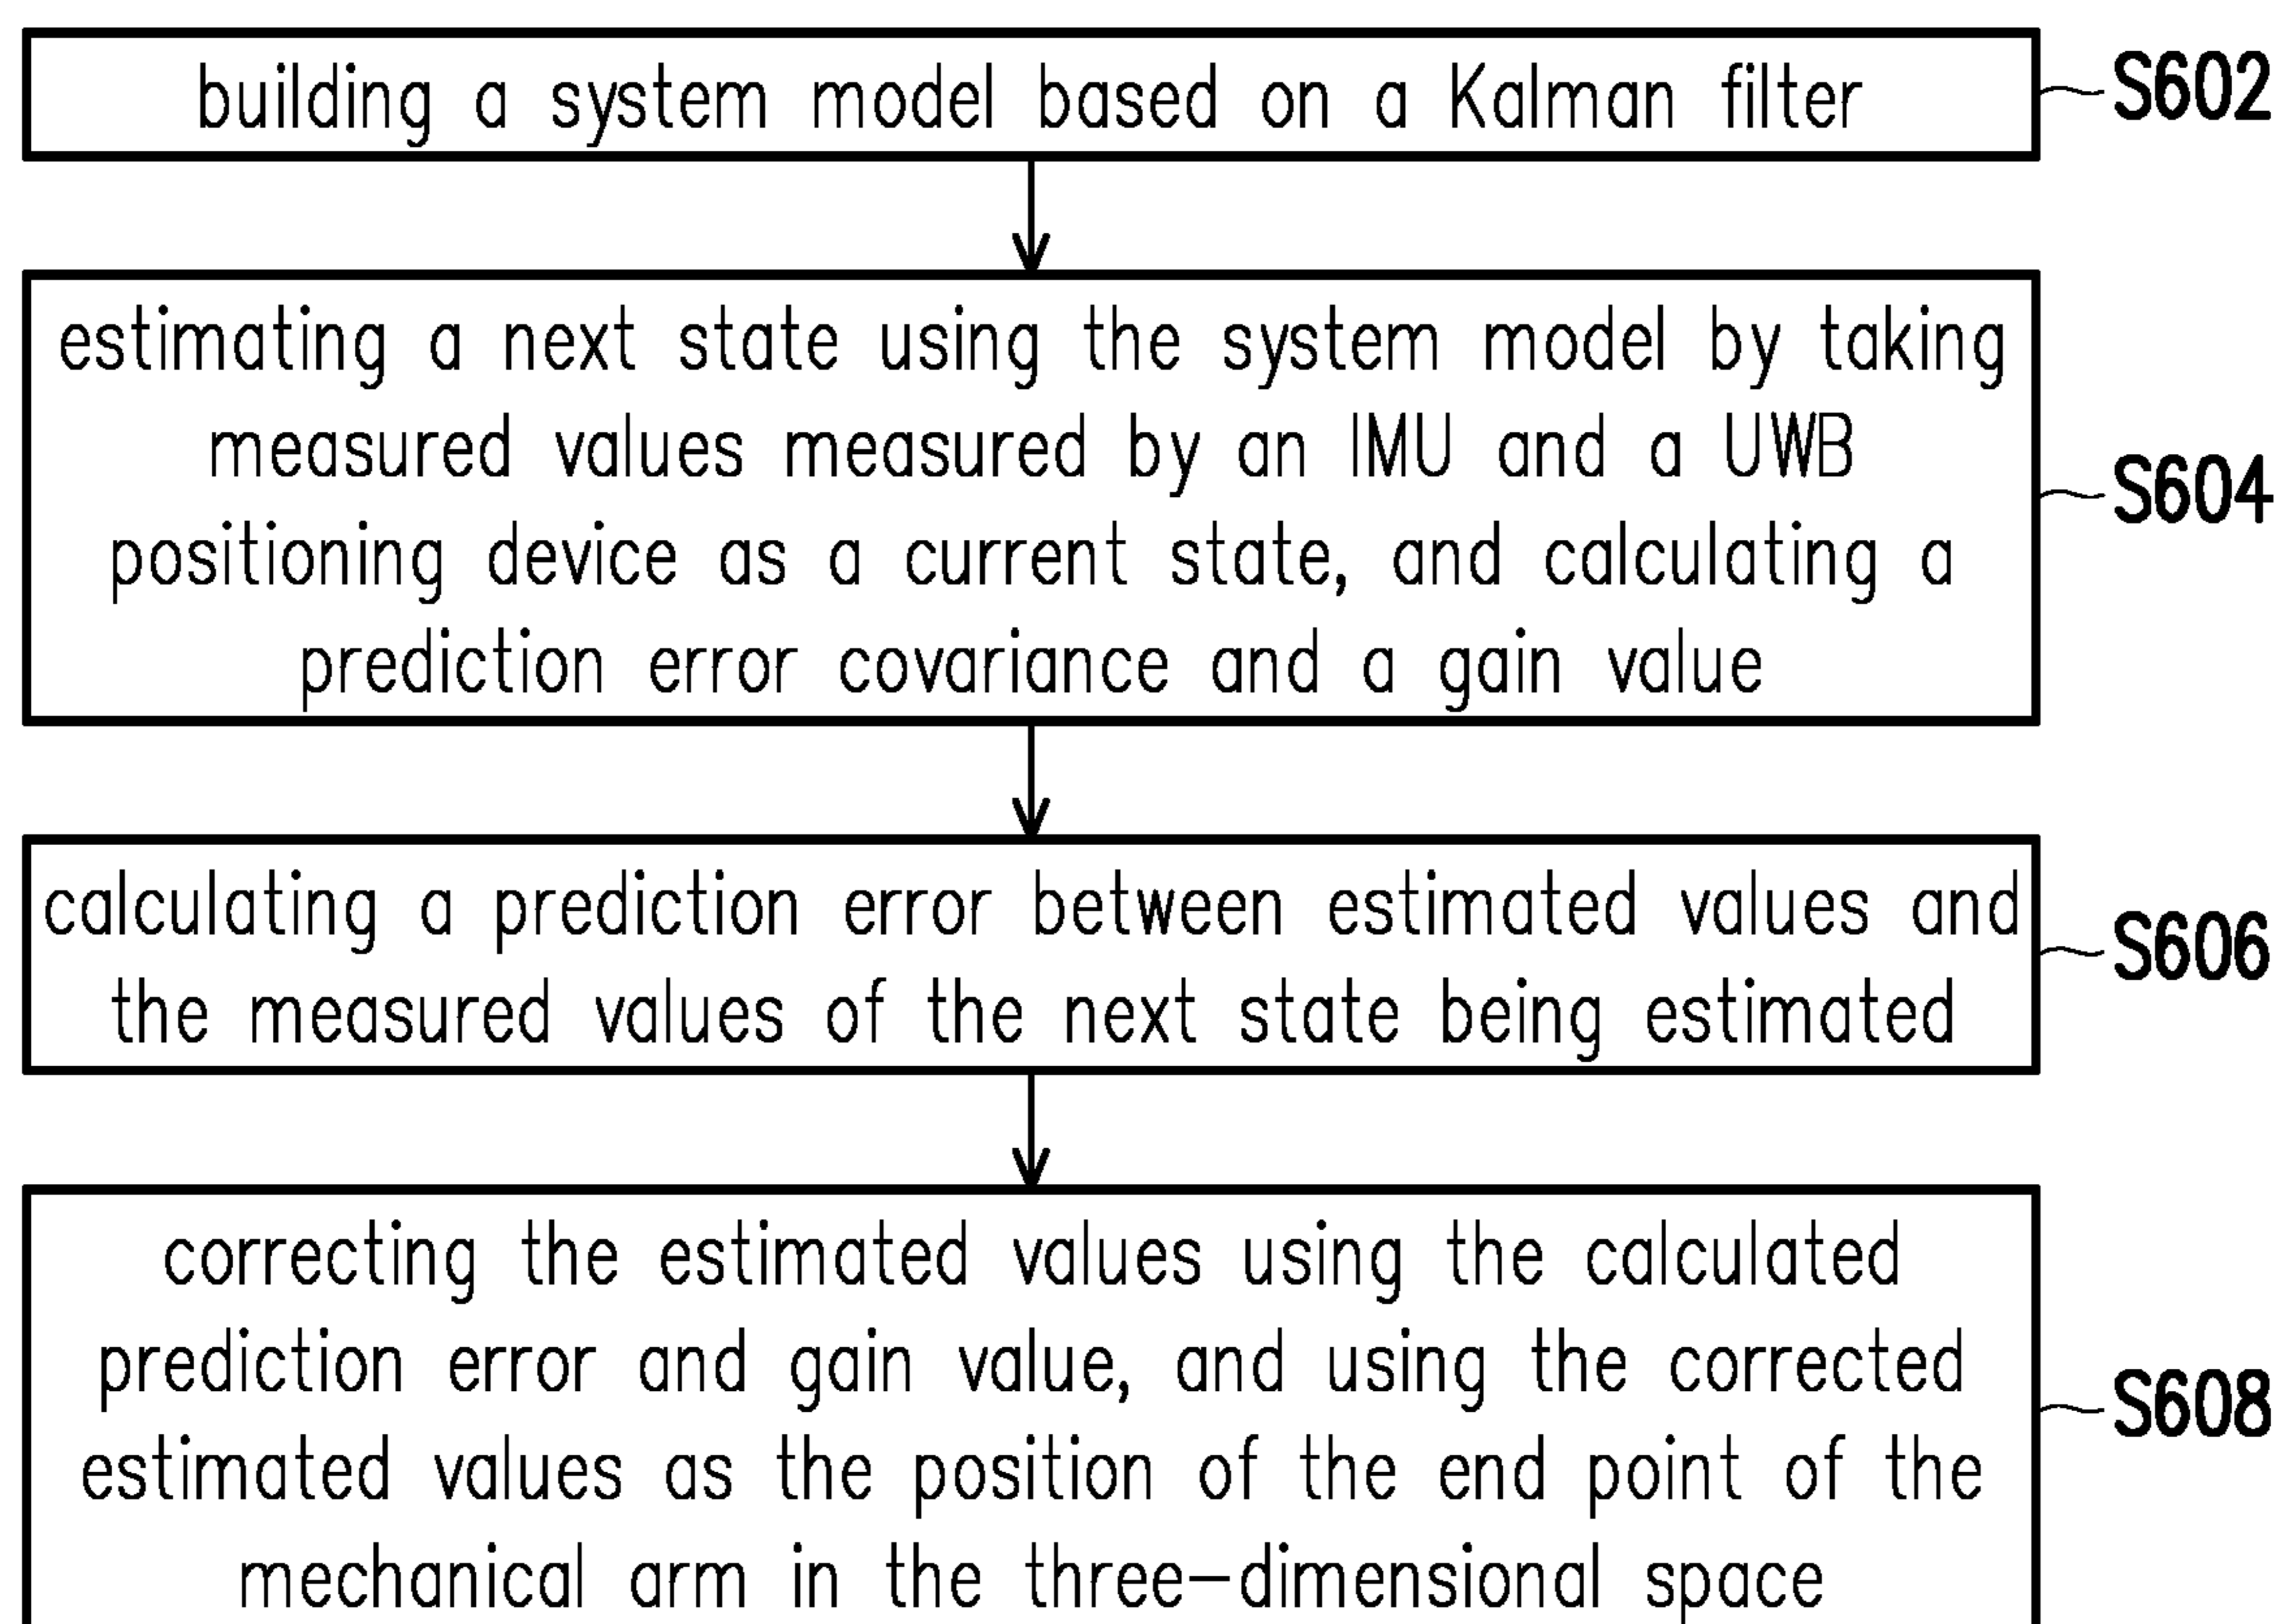 building a system model based on a Kalman filter
S602
estimating a next state using the system model by taking
measured values measured by an IMU and a UWB
positioning device as a current state, and calculating a
prediction error covariance and a gain value
S604
calculating a prediction error between estimated values and
the measured values of the next state being estimated
S606
correcting the estimated values using the calculated
prediction error and gain value, and using the corrected
estimated values as the position of the end point of the
mechanical arm in the three-dimensional space
S608